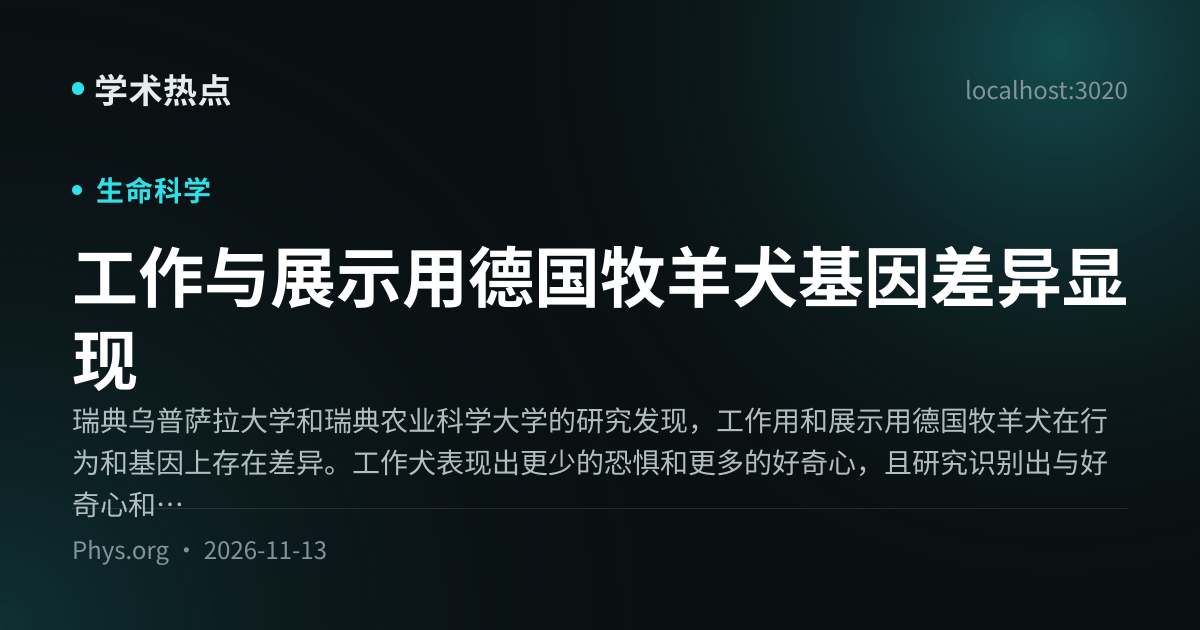 学术热点
localhost:3020
生命科学
工作与展示用德国牧羊犬基因差异显
现
瑞典乌普萨拉大学和瑞典农业科学大学的研究发现，工作用和展示用德国牧羊犬在行
为和基因上存在差异。工作犬表现出更少的恐惧和更多的好奇心，且研究识别出与好
奇心和…
Phys.org • 2026-11-13